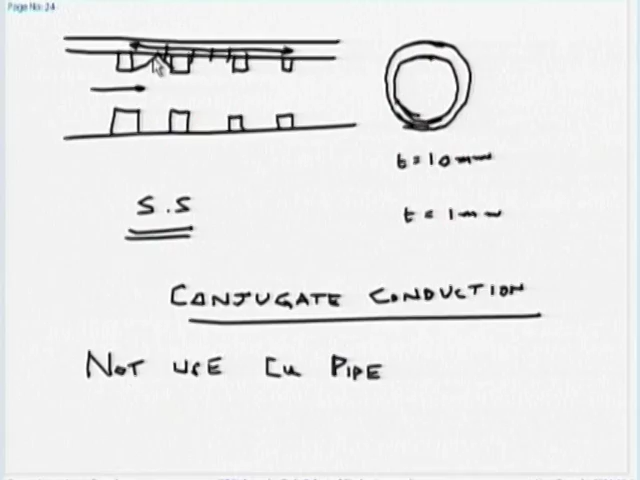 Page No: 24
t = 10mm
t = 1mm
S.S
CONJUGATE CONDUCTION
NOT USE Cu PIPE